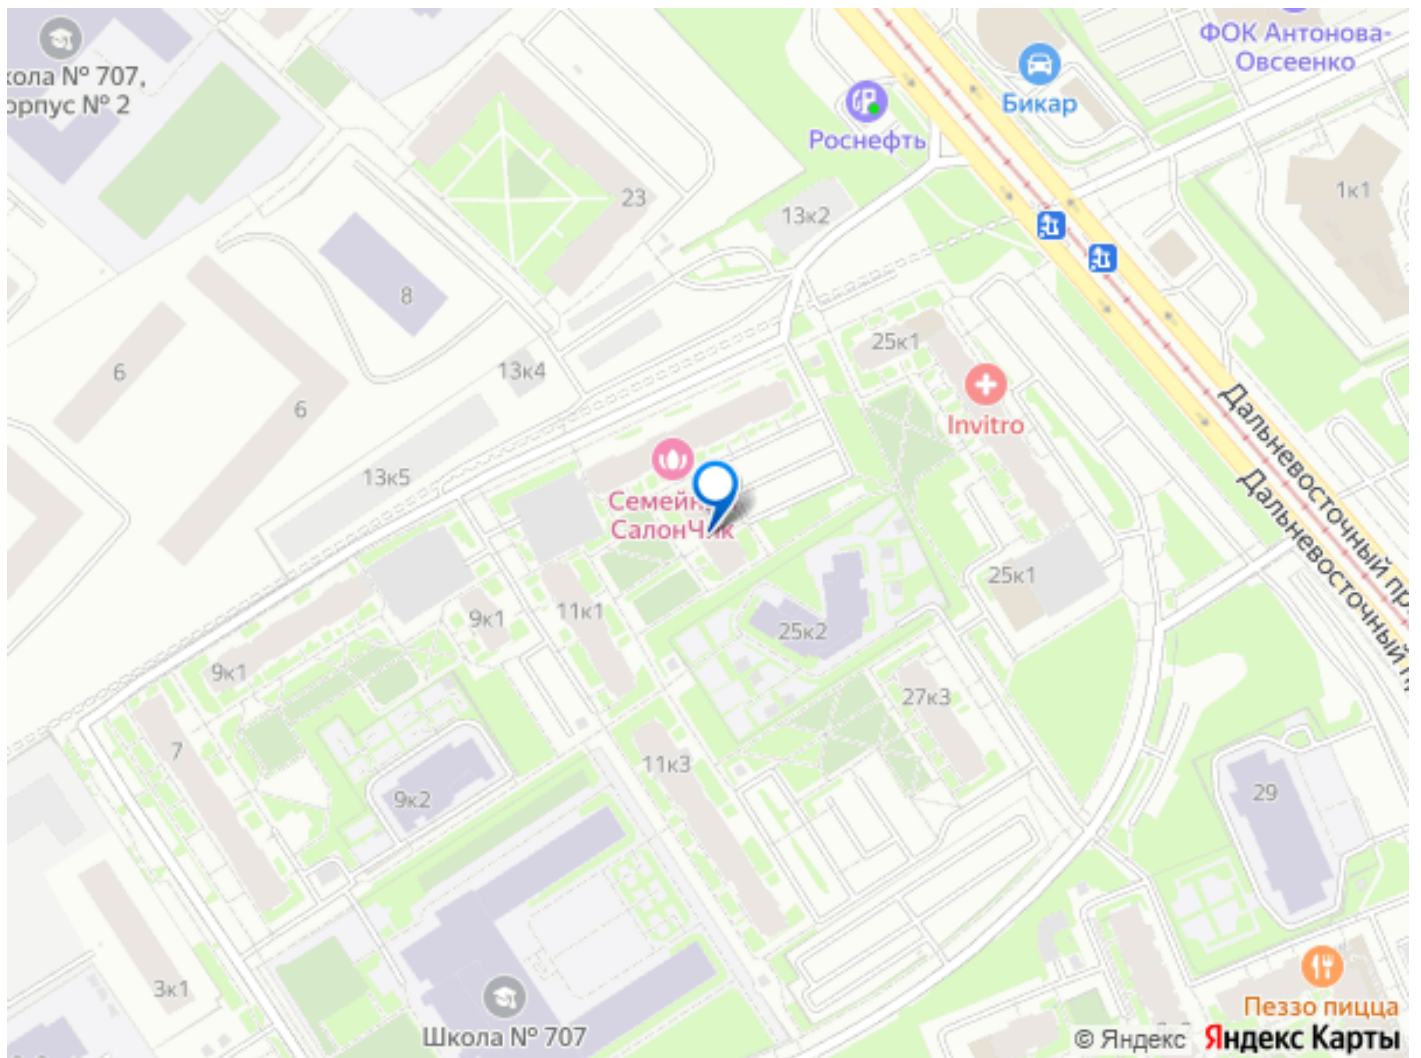 ФОК Антонова-
Овсеенко
кола № 707,
орпус № 2
Бикар
Роснефть
1к1
23
13к2
8
25к1
6
13к4
6
Invitro
Дальневосточный пр
13к5
Семейн
СалонЧик
Дальневосточный п
25к1
11к1
9к1
25к2
9к1
27к3
7
11к3
29
9к2
3к1
Пеззо пицца
Школа № 707
© Яндекс Яндекс Карты